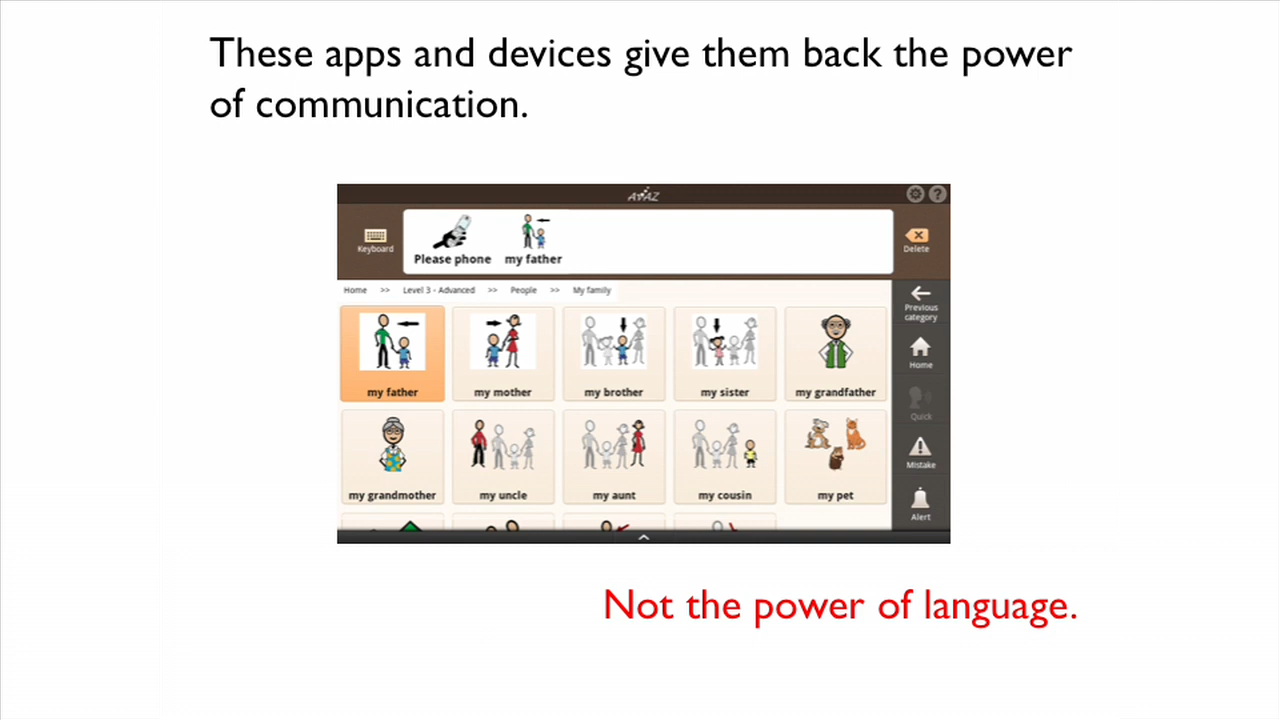 These apps and devices give them back the power
of communication.
AVAZ
Keyboard
Please phone my father
Delete
Home >> Level 3 - Advanced >> People >> My family
Previous
category
my father my mother my brother my sister my grandfather
Home
Quick
my grandmother my uncle my aunt my cousin my pet
Mistake
Alert
Not the power of language.